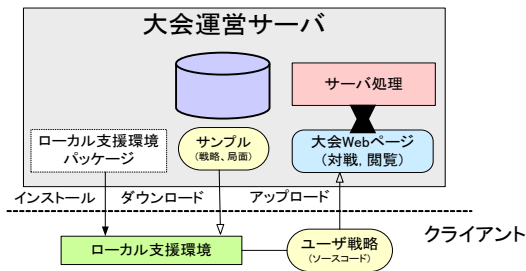 大会運営サーバ
サーバ処理
ローカル支援環境
パッケージ
サンプル
(戦略、局面)
大会Webページ
(対戦, 閲覧)
インストール
ダウンロード
アップロード
クライアント
ローカル支援環境
ユーザ戦略
(ソースコード)